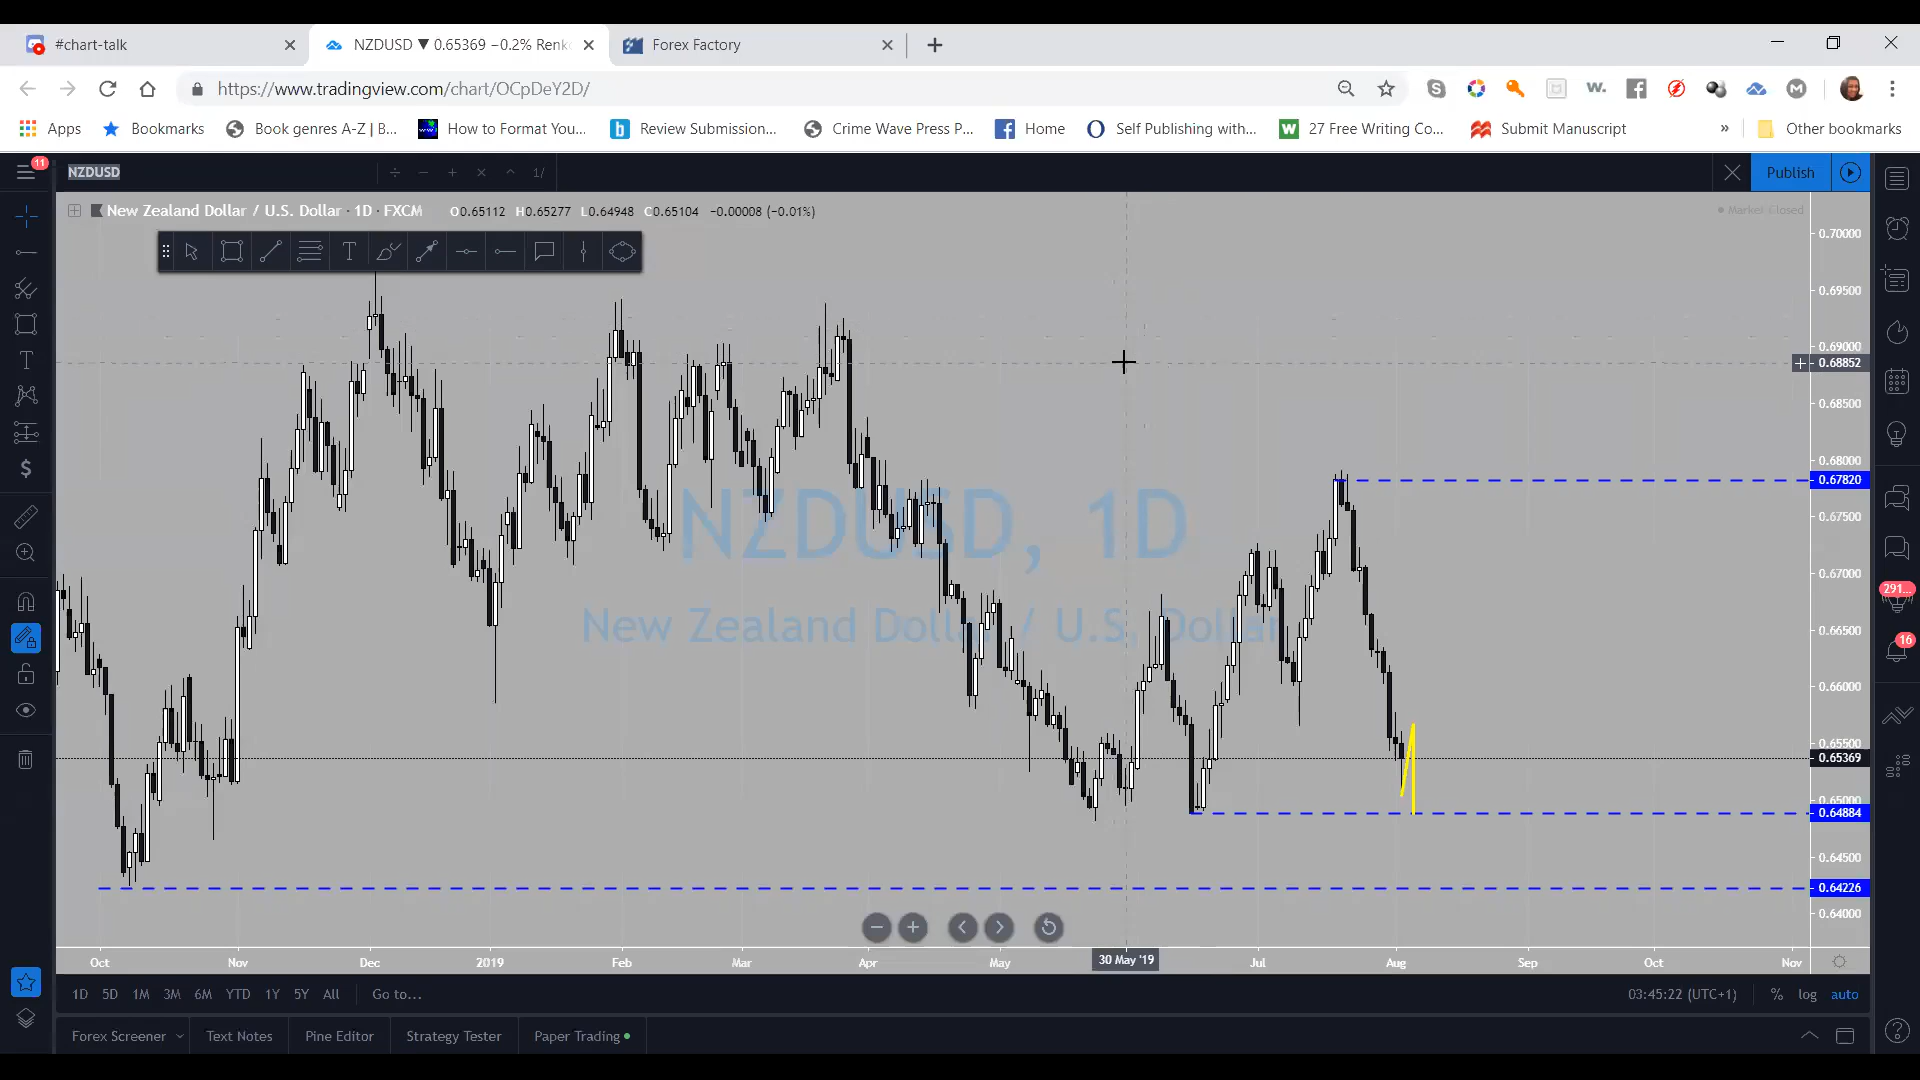 #chart-talk
NZDUSD ▼ 0.65369 −0.2% Renk
Forex Factory
https://www.tradingview.com/chart/OCpDeY2D/
Apps
Bookmarks
Book genres A-Z | B...
How to Format You...
Review Submission...
Crime Wave Press P...
Home
Self Publishing with...
27 Free Writing Co...
Submit Manuscript
»
Other bookmarks
11
NZDUSD
÷ − + × ^ 1/
Publish
New Zealand Dollar / U.S. Dollar · 1D · FXCM O0.65112 H0.65277 L0.64948 C0.65104 −0.00008 (−0.01%)
Market Closed
0.70000
0.69500
0.69000
0.68852
0.68500
0.68000
0.67820
0.67500
0.67000
0.66500
0.66000
0.65500
0.65369
0.65000
0.64884
0.64500
0.64226
0.64000
NZDUSD, 1D
New Zealand Dollar / U.S. Dollar
291...
16
Oct Nov Dec 2019 Feb Mar Apr May 30 May '19 Jul Aug Sep Oct Nov
1D 5D 1M 3M 6M YTD 1Y 5Y All Go to...
03:45:22 (UTC+1) % log auto
Forex Screener Text Notes Pine Editor Strategy Tester Paper Trading